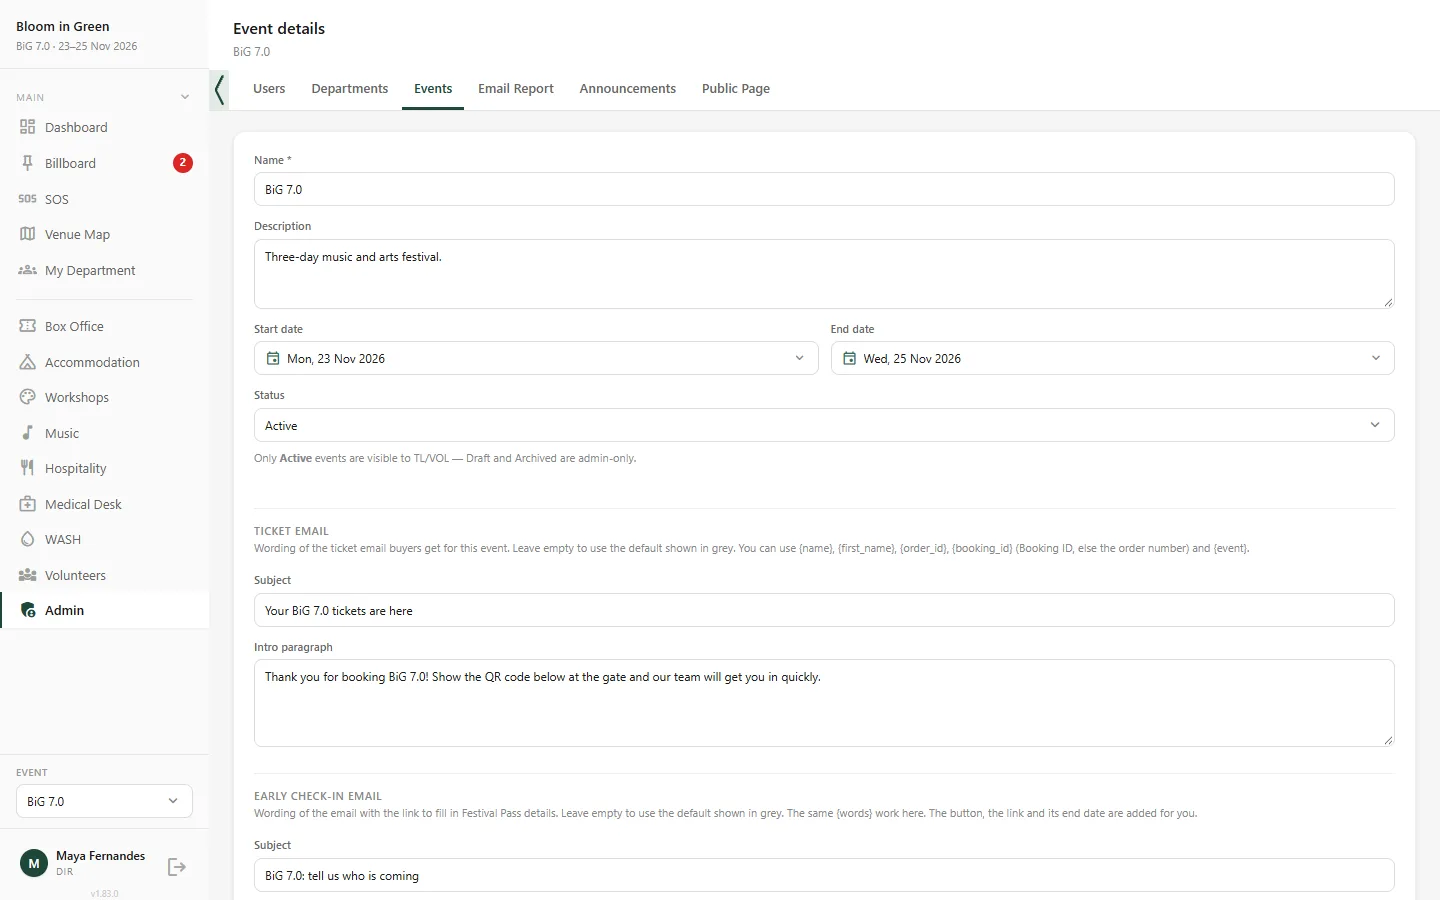 Bloom in Green
BiG 7.0 · 23–25 Nov 2026
MAIN
Dashboard
Billboard
2
SOS
SOS
Venue Map
My Department
Box Office
Accommodation
Workshops
Music
Hospitality
Medical Desk
WASH
Volunteers
Admin
EVENT
BiG 7.0
M
Maya Fernandes
DIR
v1.83.0
Event details
BiG 7.0
Users
Departments
Events
Email Report
Announcements
Public Page
Name *
BiG 7.0
Description
Three-day music and arts festival.
Start date
End date
Mon, 23 Nov 2026
Wed, 25 Nov 2026
Status
Active
Only Active events are visible to TL/VOL — Draft and Archived are admin-only.
TICKET EMAIL
Wording of the ticket email buyers get for this event. Leave empty to use the default shown in grey. You can use {name}, {first_name}, {order_id}, {booking_id} (Booking ID, else the order number) and {event}.
Subject
Your BiG 7.0 tickets are here
Intro paragraph
Thank you for booking BiG 7.0! Show the QR code below at the gate and our team will get you in quickly.
EARLY CHECK-IN EMAIL
Wording of the email with the link to fill in Festival Pass details. Leave empty to use the default shown in grey. The same {words} work here. The button, the link and its end date are added for you.
Subject
BiG 7.0: tell us who is coming